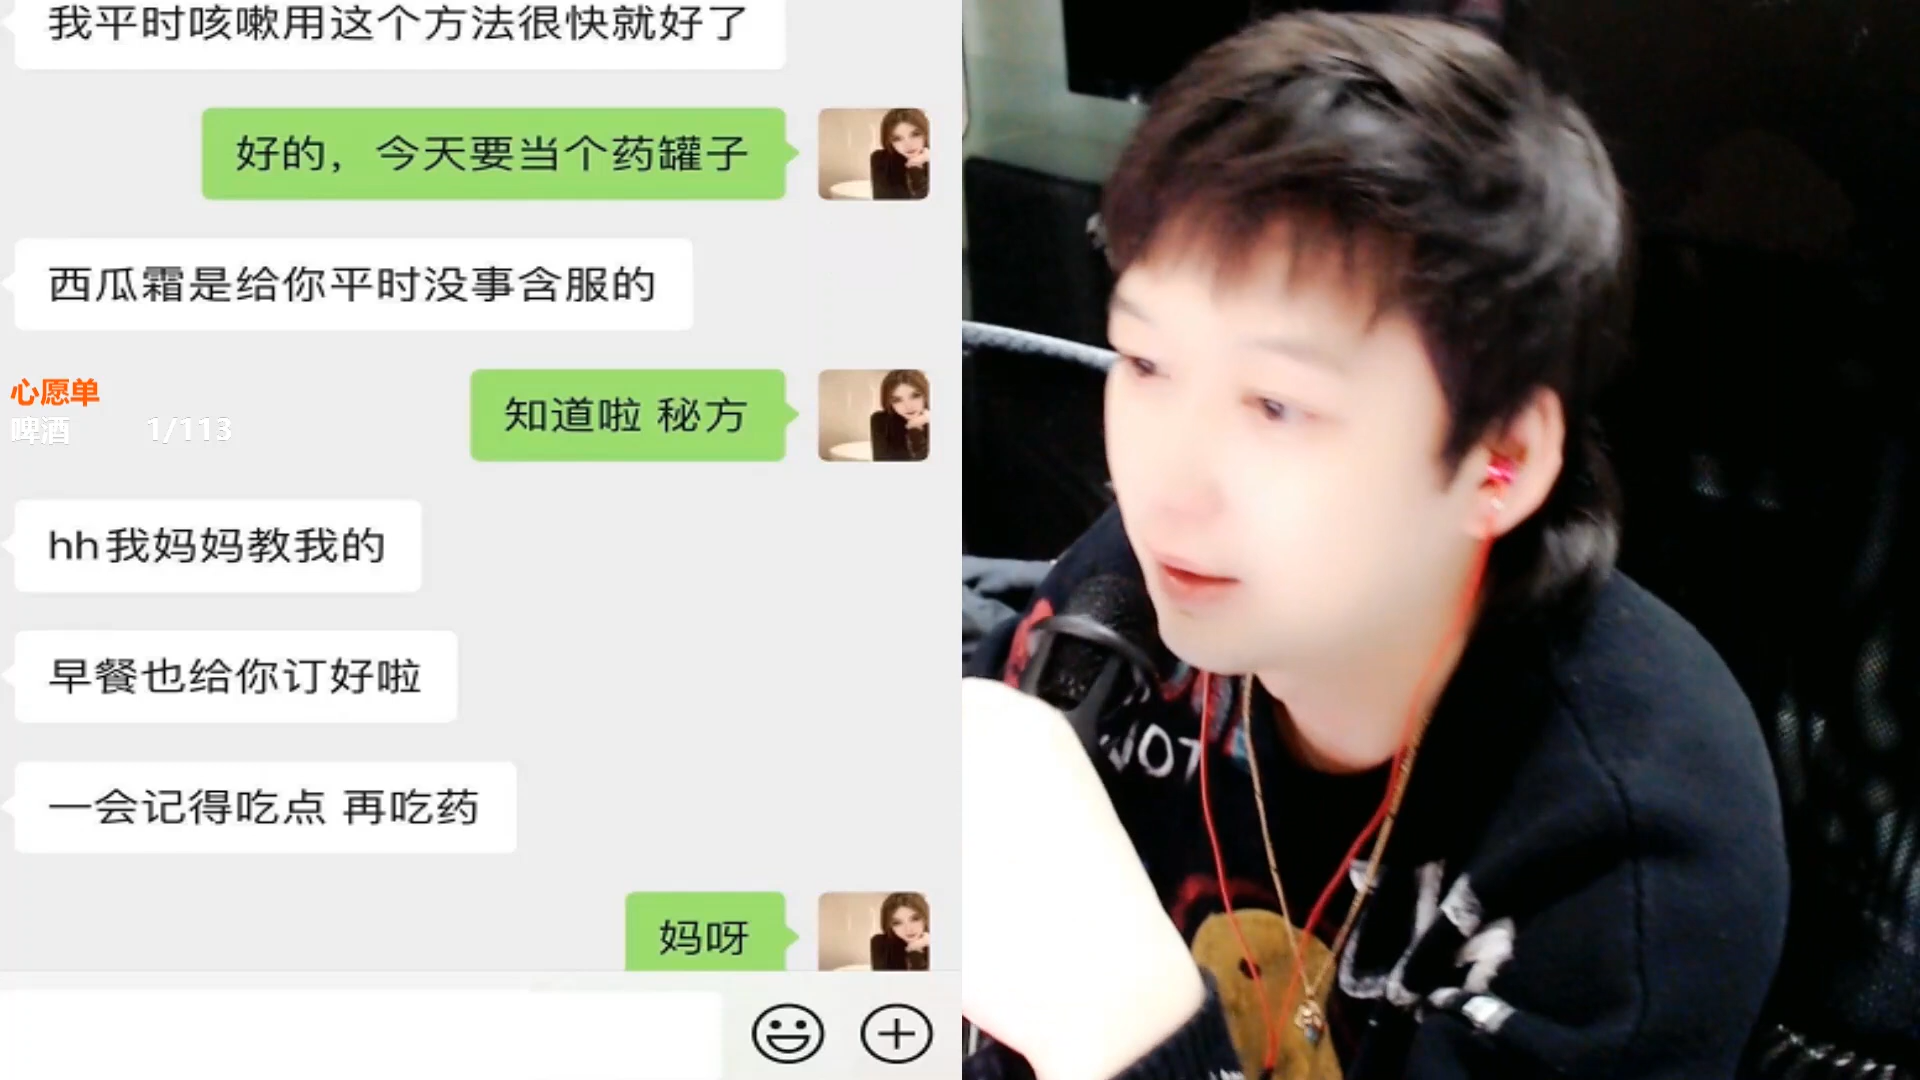 我平时咳嗽用这个方法很快就好了
好的，今天要当个药罐子
西瓜霜是给你平时没事含服的
心愿单
啤酒 1/113
知道啦 秘方
hh我妈妈教我的
早餐也给你订好啦
一会记得吃点 再吃药
妈呀
NOT